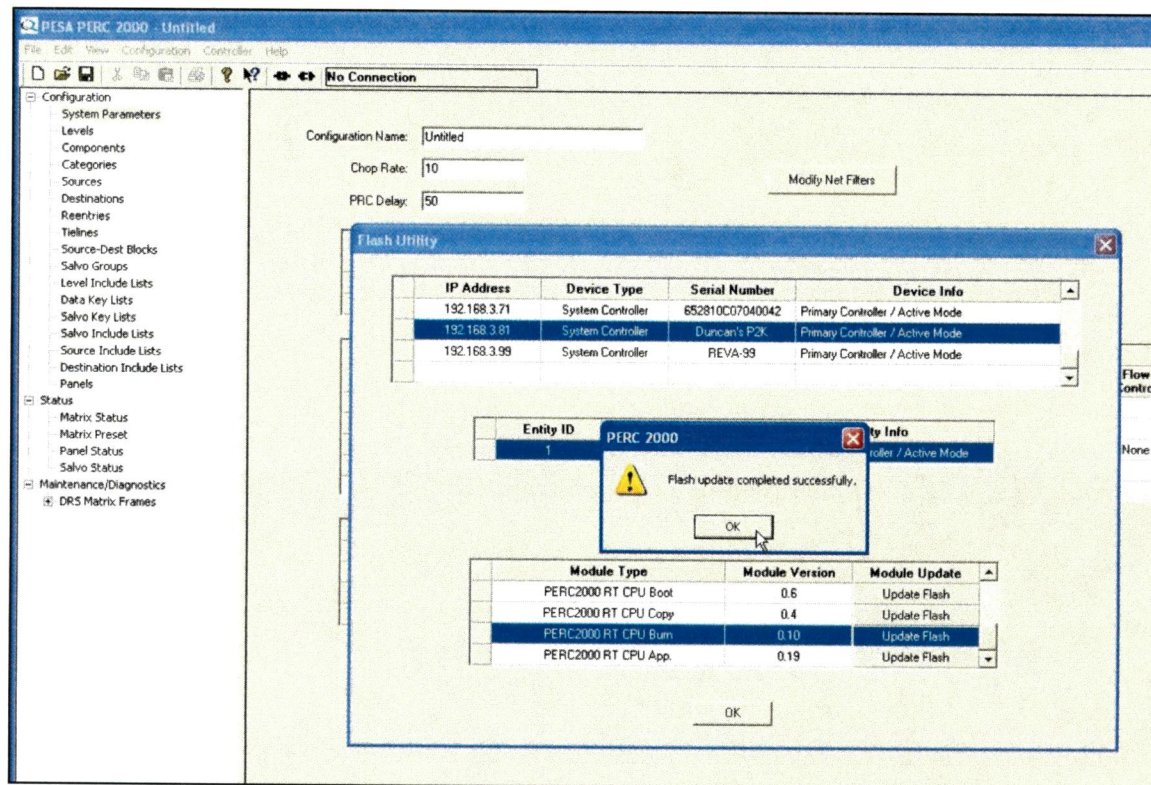 PESA PERC 2000 - Untitled
File Edit View Configuration Controller Help
No Connection
Configuration
System Parameters
Levels
Components
Categories
Sources
Destinations
Reentries
Tielines
Source-Dest Blocks
Salvo Groups
Level Include Lists
Data Key Lists
Salvo Key Lists
Salvo Include Lists
Source Include Lists
Destination Include Lists
Panels
Status
Matrix Status
Matrix Preset
Panel Status
Salvo Status
Maintenance/Diagnostics
DRS Matrix Frames
Configuration Name: Untitled
Chop Rate: 10
Modify Net Filters
PRC Delay: 50
Flash Utility
IP Address Device Type Serial Number Device Info
192.168.3.71 System Controller 652810C07040042 Primary Controller / Active Mode
192.168.3.81 System Controller Duncan's P2K Primary Controller / Active Mode
192.168.3.99 System Controller REVA-99 Primary Controller / Active Mode
Flow
Entity ID Info
1 / Active Mode
None
PERC 2000
Flash update completed successfully.
OK
Module Type Module Version Module Update
PERC2000 RT CPU Boot 0.6 Update Flash
PERC2000 RT CPU Copy 0.4 Update Flash
PERC2000 RT CPU Burn 0.10 Update Flash
PERC2000 RT CPU App. 0.19 Update Flash
OK